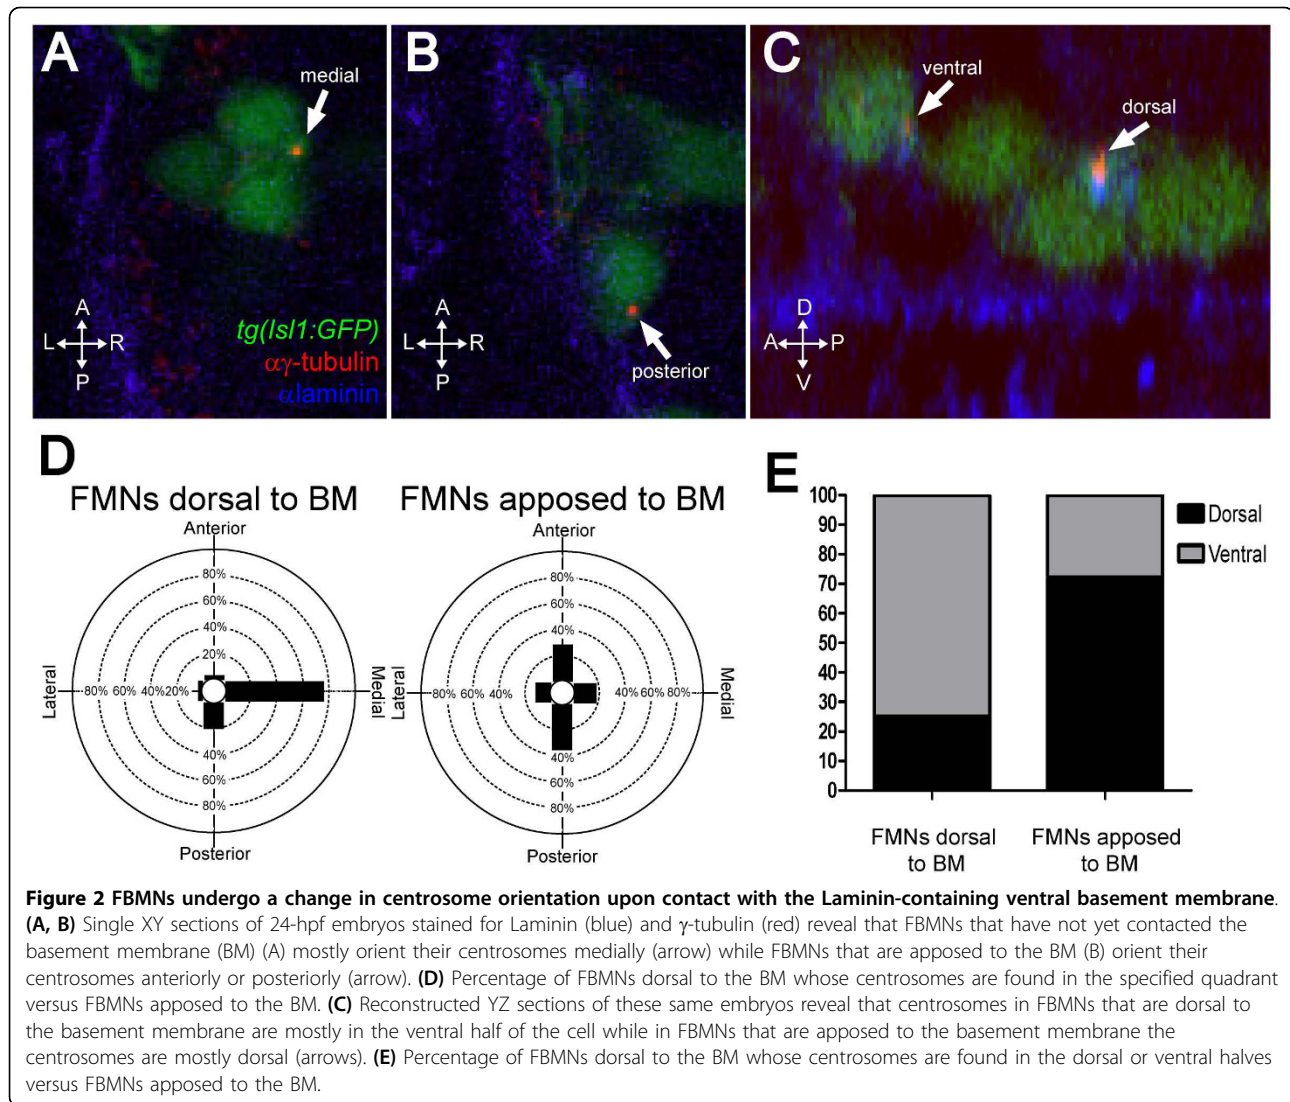 A
medial
A
L R
P
tg(Isl1:GFP)
αγ-tubulin
αlaminin
B
posterior
A
L R
P
C
ventral
dorsal
D
A P
V
D
FMNs dorsal to BM
Anterior
80%
60%
40%
20%
Lateral
80% 60% 40% 20%
Medial
40%
60%
80%
Posterior
FMNs apposed to BM
Anterior
80%
60%
40%
Lateral
80% 60% 40%
40% 60% 80%
Medial
40%
60%
80%
Posterior
E
100
90
80
70
60
50
40
30
20
10
0
Dorsal
Ventral
FMNs dorsal
to BM
FMNs apposed
to BM
Figure 2 FBMNs undergo a change in centrosome orientation upon contact with the Laminin-containing ventral basement membrane.
(A, B) Single XY sections of 24-hpf embryos stained for Laminin (blue) and γ-tubulin (red) reveal that FBMNs that have not yet contacted the
basement membrane (BM) (A) mostly orient their centrosomes medially (arrow) while FBMNs that are apposed to the BM (B) orient their
centrosomes anteriorly or posteriorly (arrow). (D) Percentage of FBMNs dorsal to the BM whose centrosomes are found in the specified quadrant
versus FBMNs apposed to the BM. (C) Reconstructed YZ sections of these same embryos reveal that centrosomes in FBMNs that are dorsal to
the basement membrane are mostly in the ventral half of the cell while in FBMNs that are apposed to the basement membrane the
centrosomes are mostly dorsal (arrows). (E) Percentage of FBMNs dorsal to the BM whose centrosomes are found in the dorsal or ventral halves
versus FBMNs apposed to the BM.